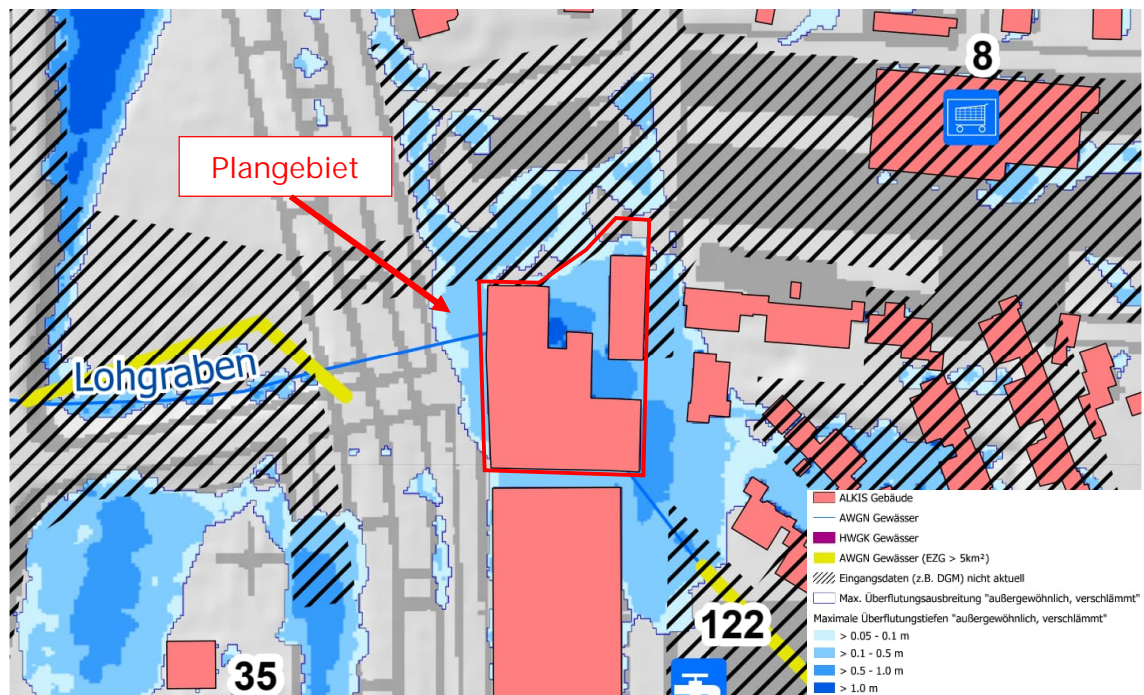 8
Plangebiet
Lohgraben
35
122
ALKIS Gebäude
AWGN Gewässer
HWGK Gewässer
AWGN Gewässer (EZG > 5km²)
Eingangsdaten (z.B. DGM) nicht aktuell
Max. Überflutungsausbreitung "außergewöhnlich, verschlämmt"
Maximale Überflutungstiefen "außergewöhnlich, verschlämmt"
> 0.05 - 0.1 m
> 0.1 - 0.5 m
> 0.5 - 1.0 m
> 1.0 m